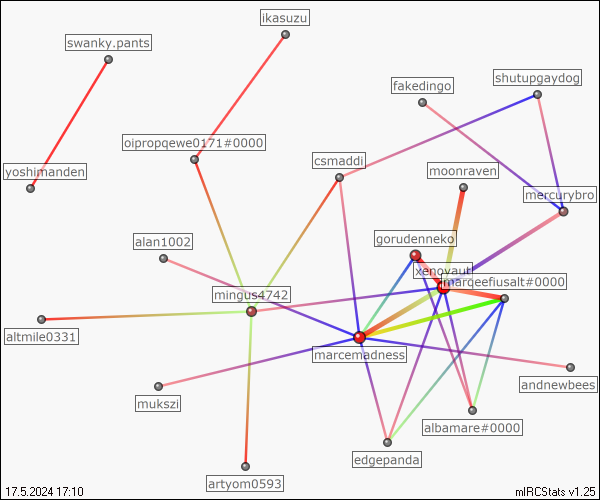 ikasuzu
swanky.pants
shutupgaydog
fakedingo
oipropqewe0171#0000
csmaddi
yoshimanden
moonraven
mercurybro
alan1002
gorudenneko
xenovaut
marqeefiusalt#0000
mingus4742
altmile0331
marcemadness
andnewbees
mukszi
albamare#0000
edgepanda
artyom0593
17.5.2024 17:10
mIRCStats v1.25